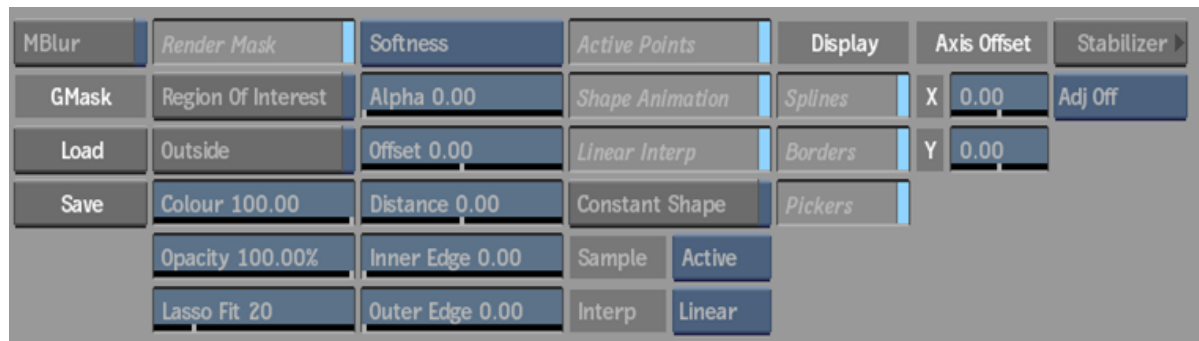 MBlur Render Mask Softness Active Points Display Axis Offset Stabilizer
GMask Region Of Interest Alpha 0.00 Shape Animation Splines X 0.00 Adj Off
Load Outside Offset 0.00 Linear Interp Borders Y 0.00
Save Colour 100.00 Distance 0.00 Constant Shape Pickers
Opacity 100.00% Inner Edge 0.00 Sample Active
Lasso Fit 20 Outer Edge 0.00 Interp Linear